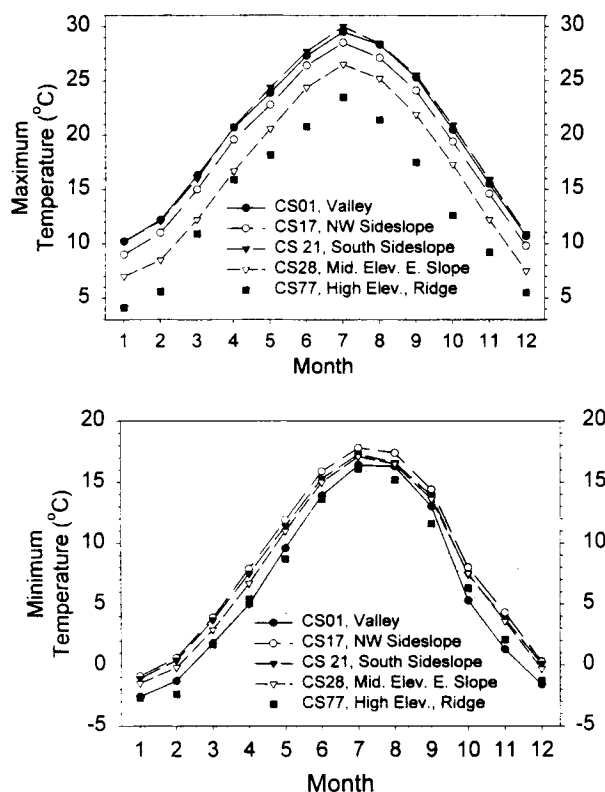 Maximum
Temperature (°C)
30
25
20
15
10
5
30
25
20
15
10
5
CS01, Valley
CS17, NW Sideslope
CS 21, South Sideslope
CS28, Mid. Elev. E. Slope
CS77, High Elev., Ridge
1 2 3 4 5 6 7 8 9 10 11 12
Month
Minimum
Temperature (°C)
20
15
10
5
0
-5
20
15
10
5
0
-5
CS01, Valley
CS17, NW Sideslope
CS 21, South Sideslope
CS28, Mid. Elev. E. Slope
CS77, High Elev., Ridge
1 2 3 4 5 6 7 8 9 10 11 12
Month